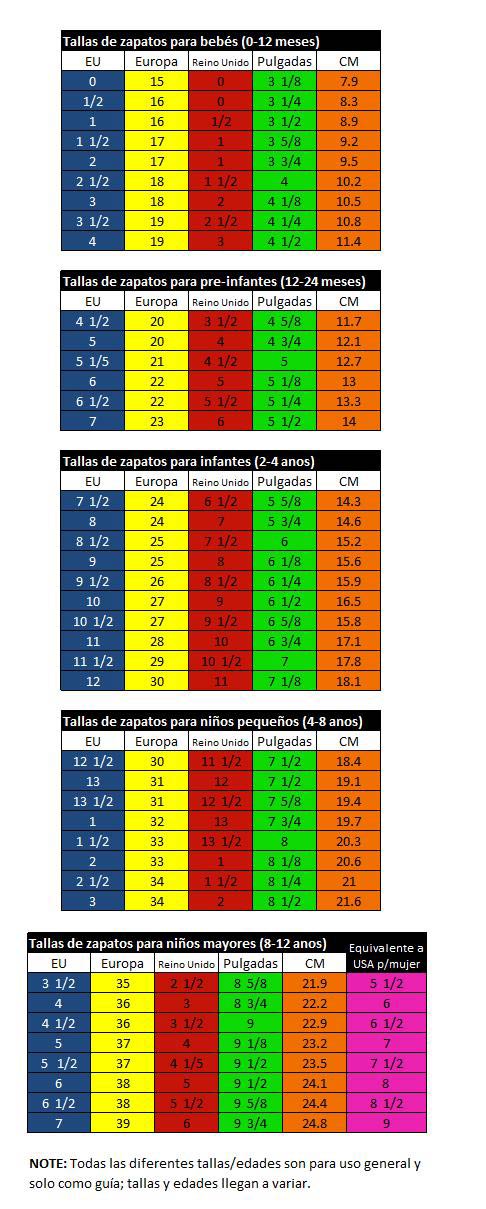 Tallas de zapatos para bebés (0-12 meses)
EU Europa Reino Unido Pulgadas CM
0 15 0 3 1/8 7.9
1/2 16 0 3 1/4 8.3
1 16 1/2 3 1/2 8.9
1 1/2 17 1 3 5/8 9.2
2 17 1 3 3/4 9.5
2 1/2 18 1 1/2 4 10.2
3 18 2 4 1/8 10.5
3 1/2 19 2 1/2 4 1/4 10.8
4 19 3 4 1/2 11.4
Tallas de zapatos para pre-infantes (12-24 meses)
EU Europa Reino Unido Pulgadas CM
4 1/2 20 3 1/2 4 5/8 11.7
5 20 4 4 3/4 12.1
5 1/5 21 4 1/2 5 12.7
6 22 5 5 1/8 13
6 1/2 22 5 1/2 5 1/4 13.3
7 23 6 5 1/2 14
Tallas de zapatos para infantes (2-4 anos)
EU Europa Reino Unido Pulgadas CM
7 1/2 24 6 1/2 5 5/8 14.3
8 24 7 5 3/4 14.6
8 1/2 25 7 1/2 6 15.2
9 25 8 6 1/8 15.6
9 1/2 26 8 1/2 6 1/4 15.9
10 27 9 6 1/2 16.5
10 1/2 27 9 1/2 6 5/8 15.8
11 28 10 6 3/4 17.1
11 1/2 29 10 1/2 7 17.8
12 30 11 7 1/8 18.1
Tallas de zapatos para niños pequeños (4-8 anos)
EU Europa Reino Unido Pulgadas CM
12 1/2 30 11 1/2 7 1/2 18.4
13 31 12 7 1/2 19.1
13 1/2 31 12 1/2 7 5/8 19.4
1 32 13 7 3/4 19.7
1 1/2 33 13 1/2 8 20.3
2 33 1 8 1/8 20.6
2 1/2 34 1 1/2 8 1/4 21
3 34 2 8 1/2 21.6
Tallas de zapatos para niños mayores (8-12 anos)
Equivalente a
USA p/mujer
EU Europa Reino Unido Pulgadas CM
3 1/2 35 2 1/2 8 5/8 21.9 5 1/2
4 36 3 8 3/4 22.2 6
4 1/2 36 3 1/2 9 22.9 6 1/2
5 37 4 9 1/8 23.2 7
5 1/2 37 4 1/5 9 1/2 23.5 7 1/2
6 38 5 9 1/2 24.1 8
6 1/2 38 5 1/2 9 5/8 24.4 8 1/2
7 39 6 9 3/4 24.8 9
NOTE: Todas las diferentes tallas/edades son para uso general y
solo como guía; tallas y edades llegan a variar.